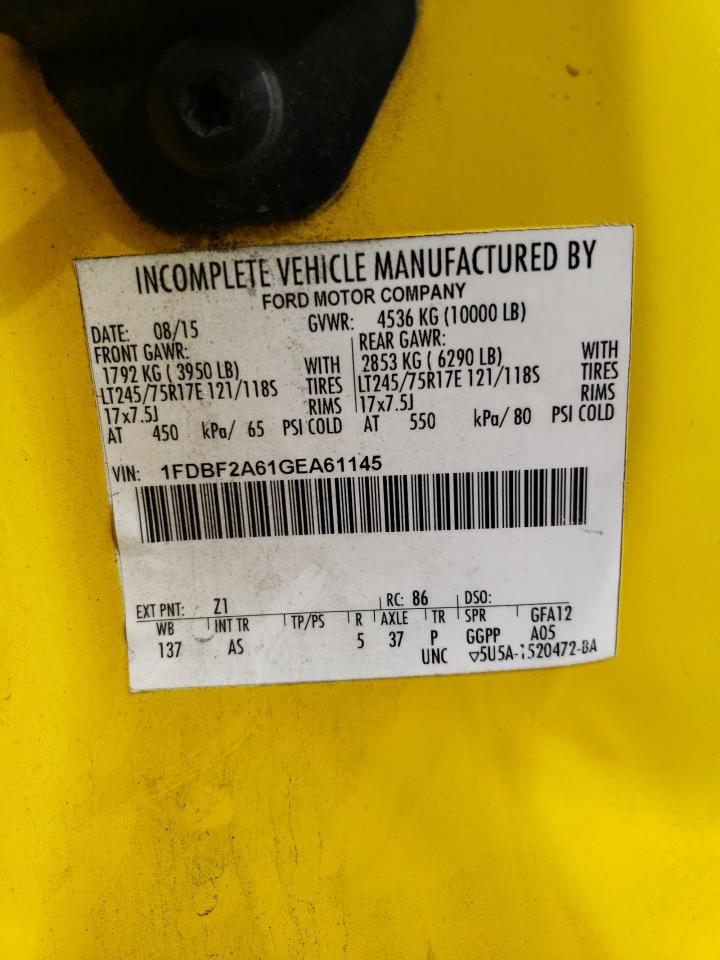 INCOMPLETE VEHICLE MANUFACTURED BY
FORD MOTOR COMPANY
DATE: 08/15 GVWR: 4536 KG (10000 LB)
FRONT GAWR: REAR GAWR:
1792 KG ( 3950 LB) WITH 2853 KG ( 6290 LB) WITH
LT245/75R17E 121/118S TIRES LT245/75R17E 121/118S TIRES
17x7.5J RIMS 17x7.5J RIMS
AT 450 kPa/ 65 PSI COLD AT 550 kPa/ 80 PSI COLD
VIN: 1FDBF2A61GEA61145
EXT PNT: Z1 RC: 86 DSO:
WB INT TR TP/PS R AXLE TR SPR GFA12
137 AS 5 37 P GGPP A05
UNC ▽5U5A-1520472-BA